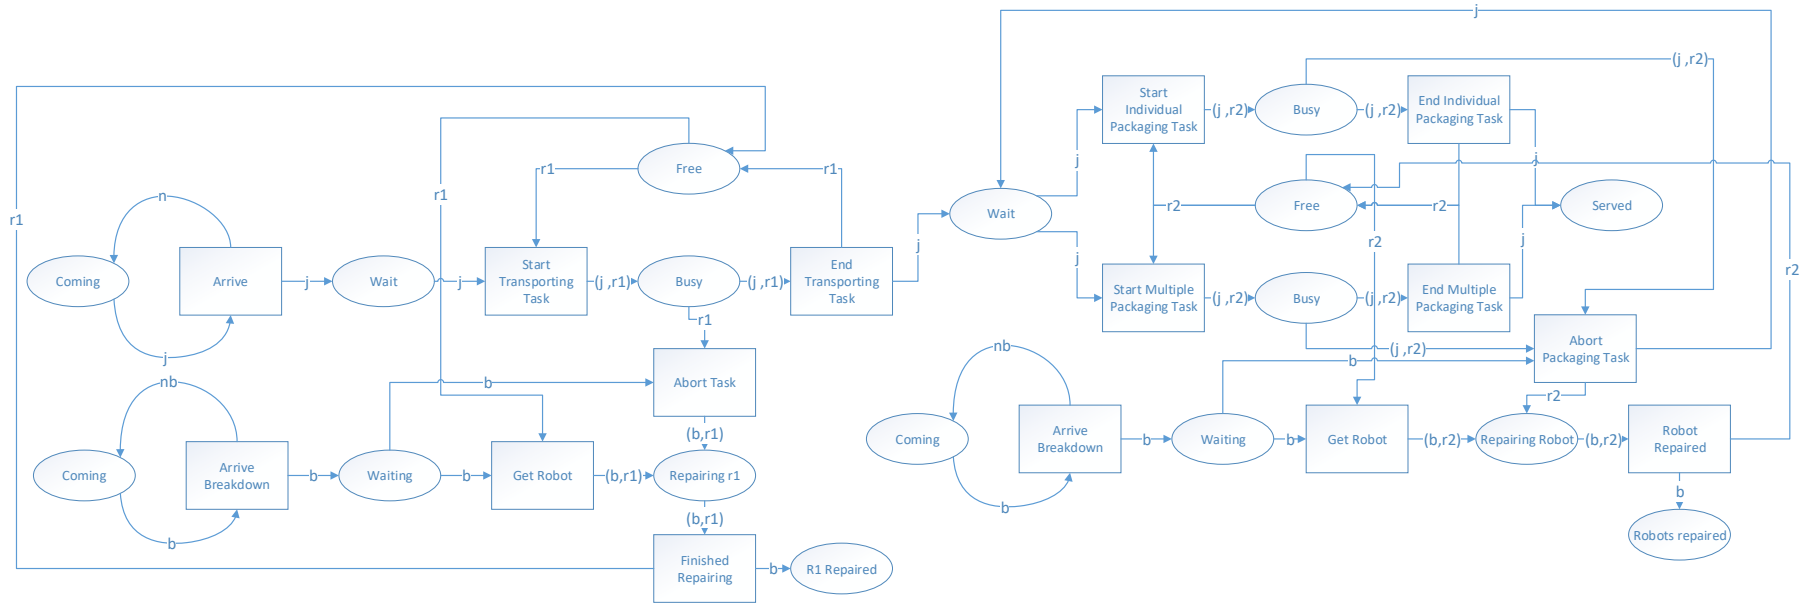 j
(j ,r2)
Start
Individual
Packaging Task
(j ,r2)
Busy
(j ,r2)
End Individual
Packaging Task
j
j
Free
r1
r1
r1
r1
n
Wait
r2
Free
r2
Served
j
r2
j
j
r2
Coming
Arrive
j
Wait
j
Start
Transporting
Task
(j ,r1)
Busy
(j ,r1)
End
Transporting
Task
j
Start Multiple
Packaging Task
(j ,r2)
Busy
(j ,r2)
End Multiple
Packaging Task
r1
j
nb
b
Abort Task
nb
(j ,r2)
b
Abort
Packaging Task
r2
(b,r1)
Coming
Arrive
Breakdown
b
Waiting
b
Get Robot
(b,r1)
Repairing r1
Coming
Arrive
Breakdown
b
Waiting
b
Get Robot
(b,r2)
Repairing Robot
(b,r2)
Robot
Repaired
b
b
(b,r1)
b
Finished
Repairing
b
R1 Repaired
Robots repaired